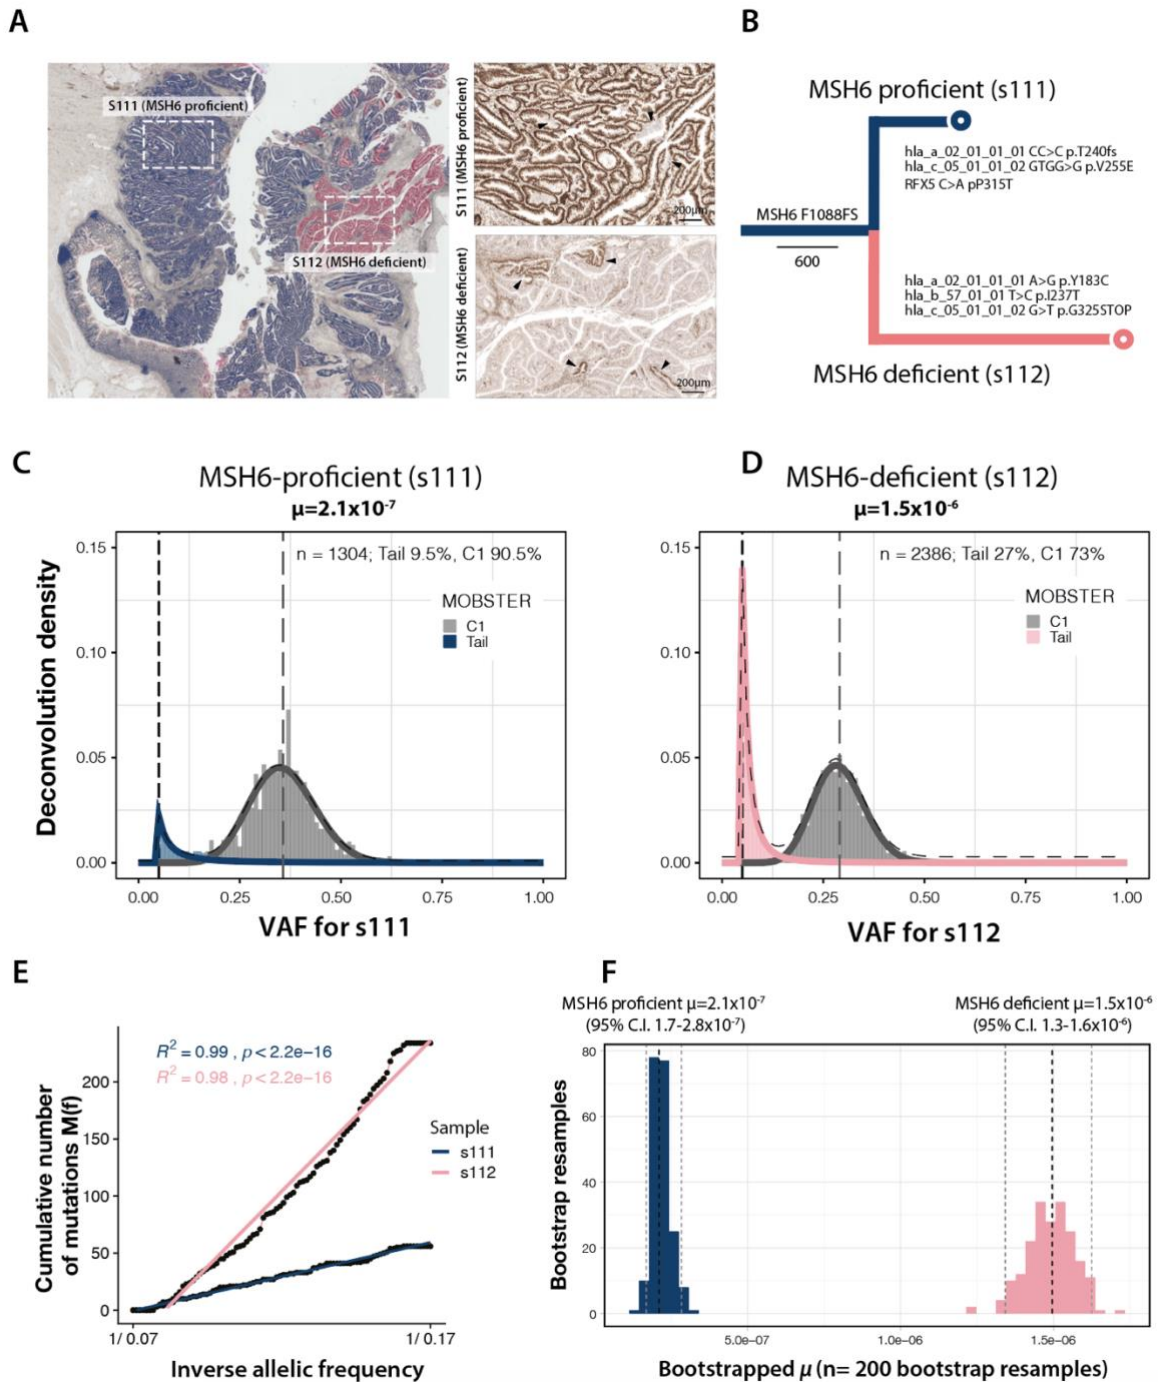 A
S111 (MSH6 proficient)
S112 (MSH6 deficient)
S111 (MSH6 proficient)
200µm
S112 (MSH6 deficient)
200µm
B
MSH6 proficient (s111)
hla_a_02_01_01_01 CC>C p.T240fs
hla_c_05_01_01_02 GTGG>G p.V255E
RFX5 C>A pP315T
MSH6 F1088FS
600
hla_a_02_01_01_01 A>G p.Y183C
hla_b_57_01_01 T>C p.I237T
hla_c_05_01_01_02 G>T p.G325STOP
MSH6 deficient (s112)
C
MSH6-proficient (s111)
µ=2.1x10⁻⁷
n = 1304; Tail 9.5%, C1 90.5%
MOBSTER
C1
Tail
Deconvolution density
0.15
0.10
0.05
0.00
0.00 0.25 0.50 0.75 1.00
VAF for s111
D
MSH6-deficient (s112)
µ=1.5x10⁻⁶
n = 2386; Tail 27%, C1 73%
MOBSTER
C1
Tail
0.15
0.10
0.05
0.00
0.00 0.25 0.50 0.75 1.00
VAF for s112
E
R² = 0.99 , p < 2.2e−16
R² = 0.98 , p < 2.2e−16
Sample
s111
s112
Cumulative number
of mutations M(f)
200
150
100
50
0
1/ 0.07 1/ 0.17
Inverse allelic frequency
F
MSH6 proficient µ=2.1x10⁻⁷
(95% C.I. 1.7-2.8x10⁻⁷)
MSH6 deficient µ=1.5x10⁻⁶
(95% C.I. 1.3-1.6x10⁻⁶)
Bootstrap resamples
80
60
40
20
0
5.0e-07 1.0e-06 1.5e-06
Bootstrapped µ (n= 200 bootstrap resamples)